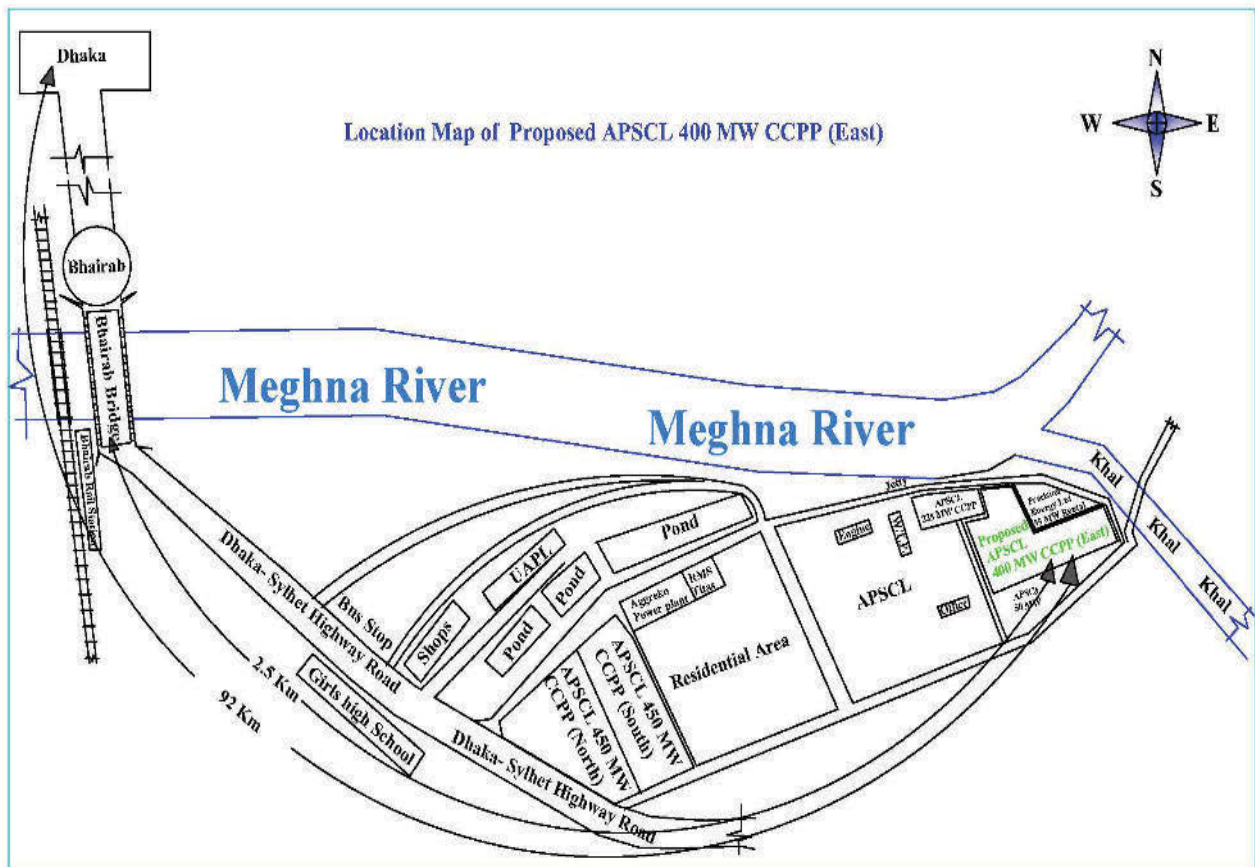 Dhaka
Location Map of Proposed APSCL 400 MW CCPP (East)
N
W
E
S
Bhairab
Bhairab Bridge
Meghna River
Meghna River
Bhairab Rail Station
Khal
Khal
Khal
Jetty
APSCL
225 MW CCPP
Precision
Energy Ltd
55 MW Rental
Proposed
APSCL
400 MW CCPP (East)
Engine
W.T.P.
APSCL
Office
APSCL
50 MW
Pond
UAPL
Pond
Pond
Shops
Bus Stop
Dhaka- Sylhet Highway Road
RMS
Titas
Aggreko
Power plant
Residential Area
APSCL 450 MW
CCPP (South)
APSCL 450 MW
CCPP (North)
Girls high School
2.5 Km
92 Km
Dhaka- Sylhet Highway Road